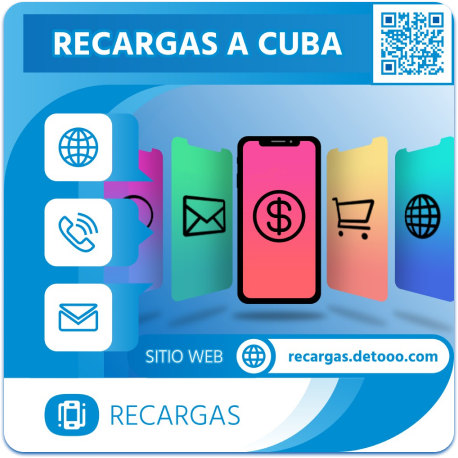 RECARGAS A CUBA
$
SITIO WEB
recargas.detooo.com
RECARGAS